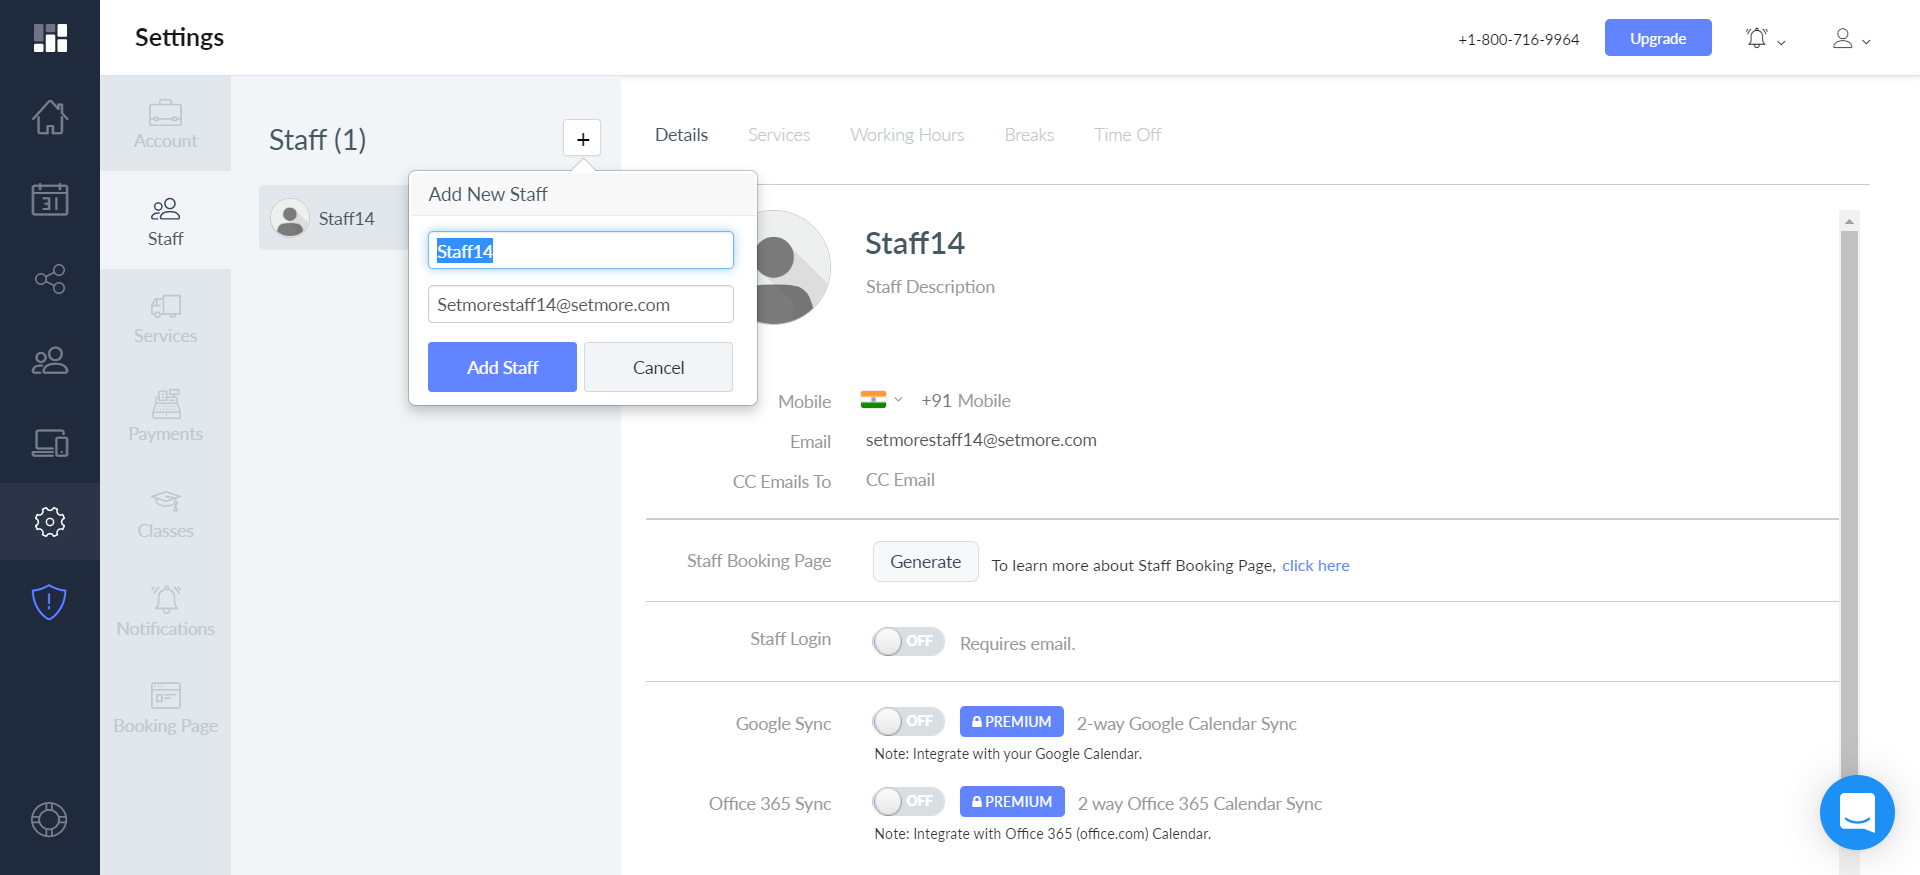 Settings
+1-800-716-9964
Upgrade
31
Account
Staff
Services
Payments
Classes
Notifications
Booking Page
Staff (1)
+
Staff14
Add New Staff
Staff14
Setmorestaff14@setmore.com
Add Staff
Cancel
Details
Services
Working Hours
Breaks
Time Off
Staff14
Staff Description
Mobile
+91 Mobile
Email
setmorestaff14@setmore.com
CC Emails To
CC Email
Staff Booking Page
Generate
To learn more about Staff Booking Page, click here
Staff Login
OFF
Requires email.
Google Sync
OFF
PREMIUM
2-way Google Calendar Sync
Note: Integrate with your Google Calendar.
Office 365 Sync
OFF
PREMIUM
2 way Office 365 Calendar Sync
Note: Integrate with Office 365 (office.com) Calendar.